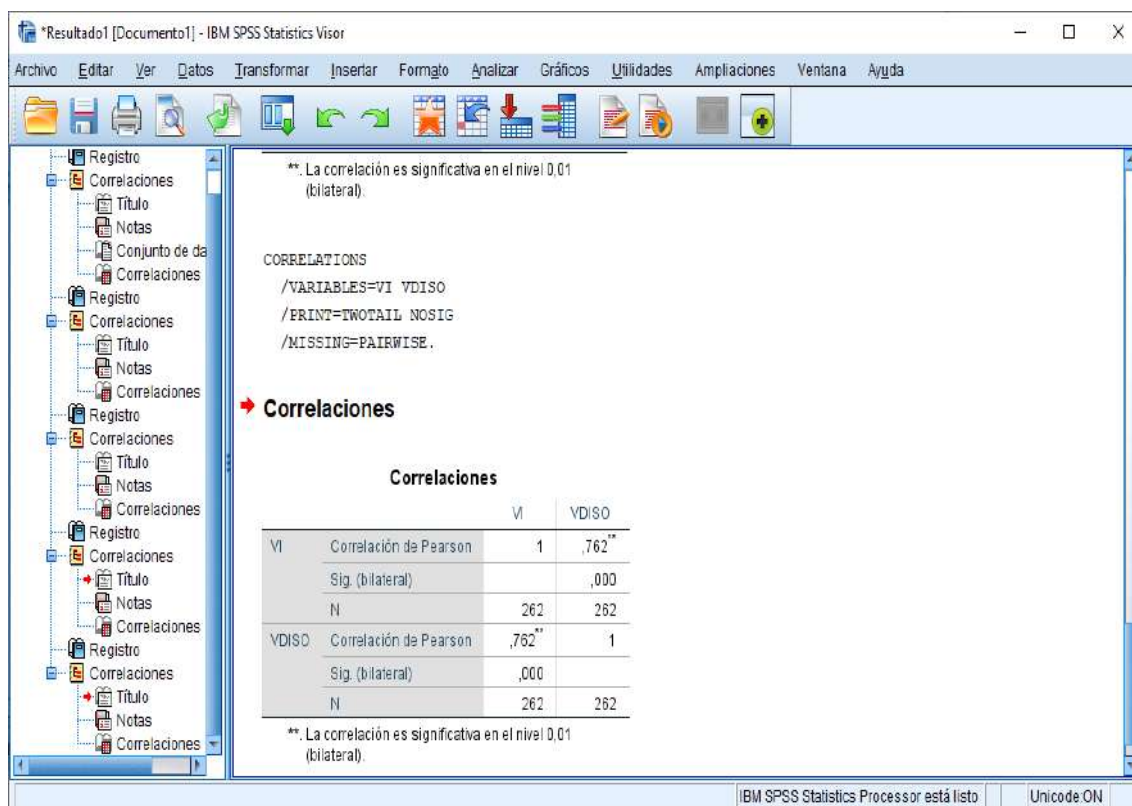 *Resultado1 [Documento1] - IBM SPSS Statistics Visor
Archivo Editar Ver Datos Transformar Insertar Formato Analizar Gráficos Utilidades Ampliaciones Ventana Ayuda
Registro
Correlaciones
Título
Notas
Conjunto de da
Correlaciones
Registro
Correlaciones
Título
Notas
Correlaciones
Registro
Correlaciones
Título
Notas
Correlaciones
Registro
Correlaciones
Título
Notas
Correlaciones
Registro
Correlaciones
Título
Notas
Correlaciones
**. La correlación es significativa en el nivel 0,01
(bilateral).
CORRELATIONS
/VARIABLES=VI VDISO
/PRINT=TWOTAIL NOSIG
/MISSING=PAIRWISE.
Correlaciones
Correlaciones
VI VDISO
VI Correlación de Pearson 1 ,762**
Sig. (bilateral) ,000
N 262 262
VDISO Correlación de Pearson ,762** 1
Sig. (bilateral) ,000
N 262 262
**. La correlación es significativa en el nivel 0,01
(bilateral).
IBM SPSS Statistics Processor está listo Unicode:ON